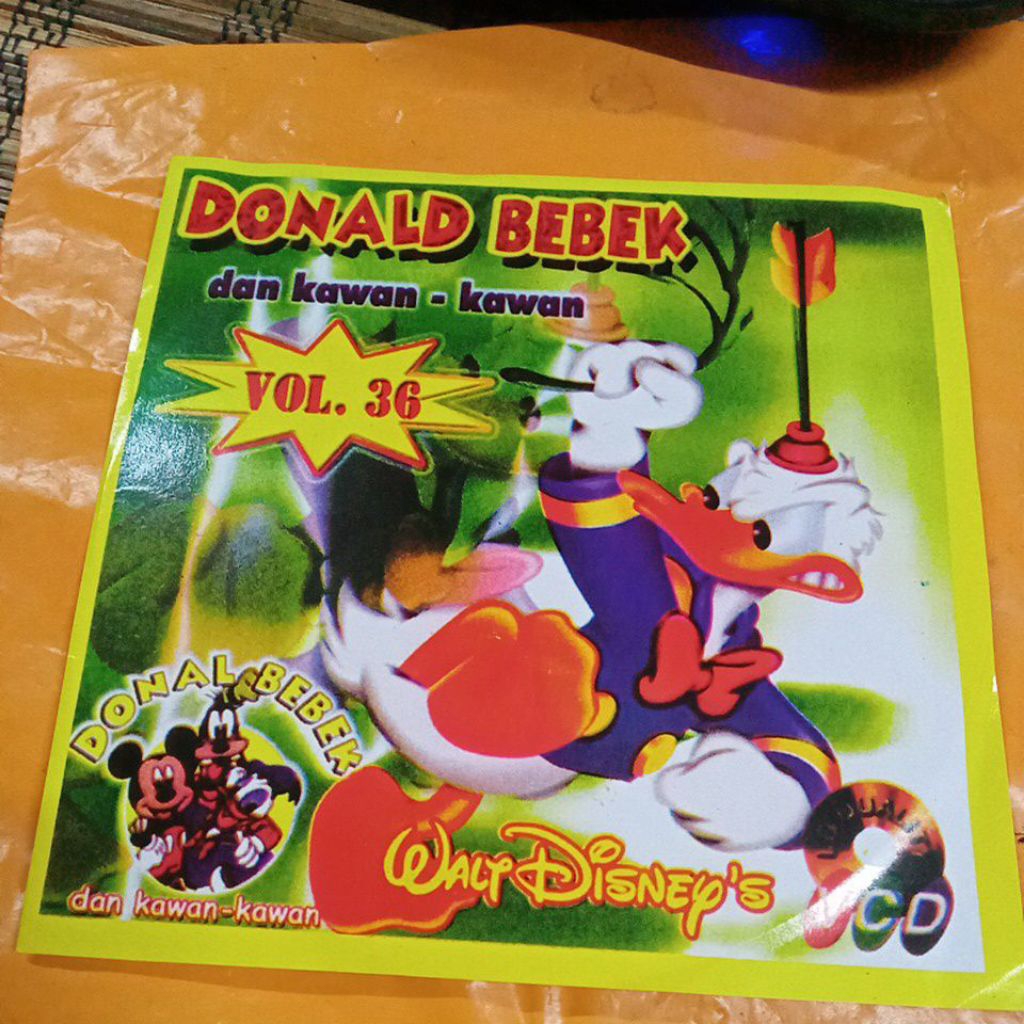 DONALD BEBEK
dan kawan - kawan
VOL. 36
DONAL BEBEK
dan kawan-kawan
WALT DISNEY'S
VCD